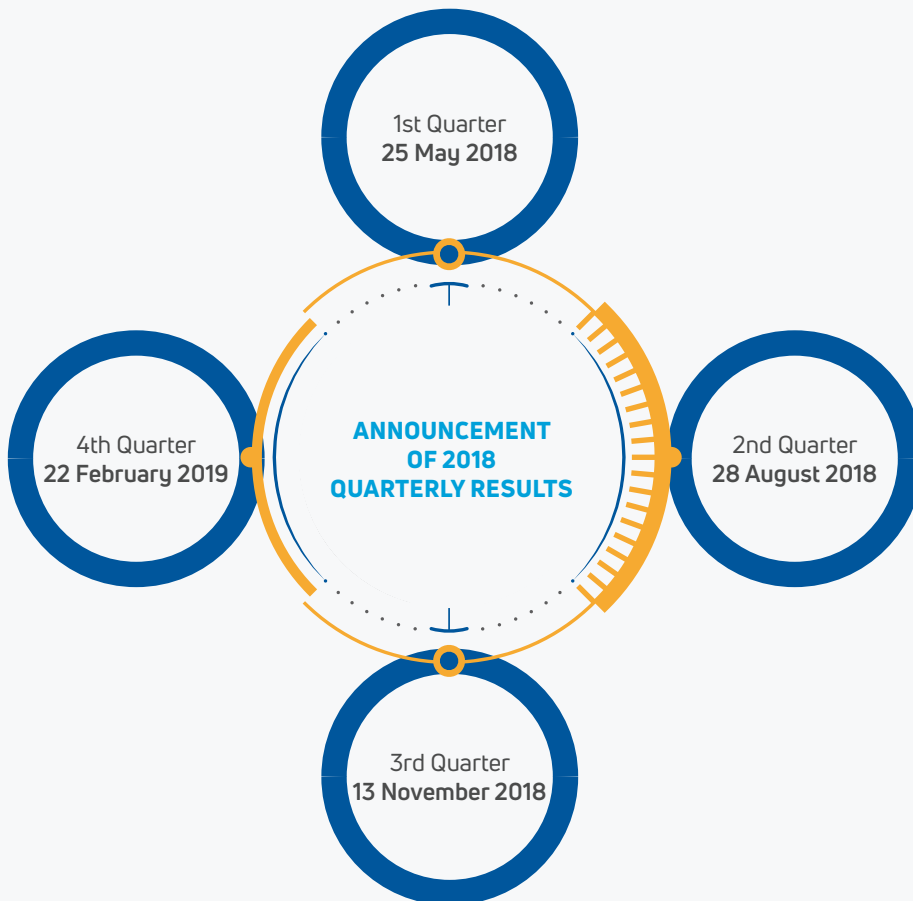 1st Quarter
25 May 2018
4th Quarter
22 February 2019
ANNOUNCEMENT
OF 2018
QUARTERLY RESULTS
2nd Quarter
28 August 2018
3rd Quarter
13 November 2018